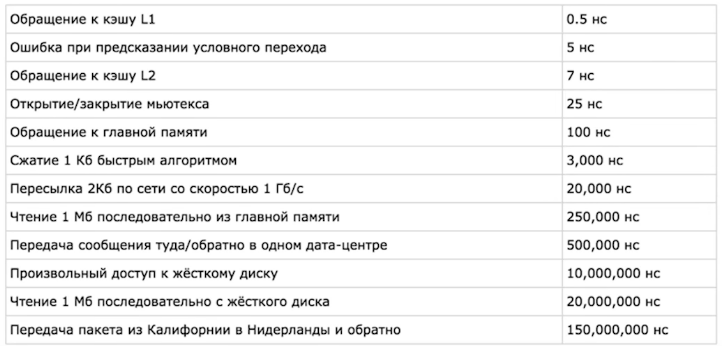 Обращение к кэшу L1 0.5 нс
Ошибка при предсказании условного перехода 5 нс
Обращение к кэшу L2 7 нс
Открытие/закрытие мьютекса 25 нс
Обращение к главной памяти 100 нс
Сжатие 1 Кб быстрым алгоритмом 3,000 нс
Пересылка 2Кб по сети со скоростью 1 Гб/с 20,000 нс
Чтение 1 Мб последовательно из главной памяти 250,000 нс
Передача сообщения туда/обратно в одном дата-центре 500,000 нс
Произвольный доступ к жёсткому диску 10,000,000 нс
Чтение 1 Мб последовательно с жёсткого диска 20,000,000 нс
Передача пакета из Калифорнии в Нидерланды и обратно 150,000,000 нс